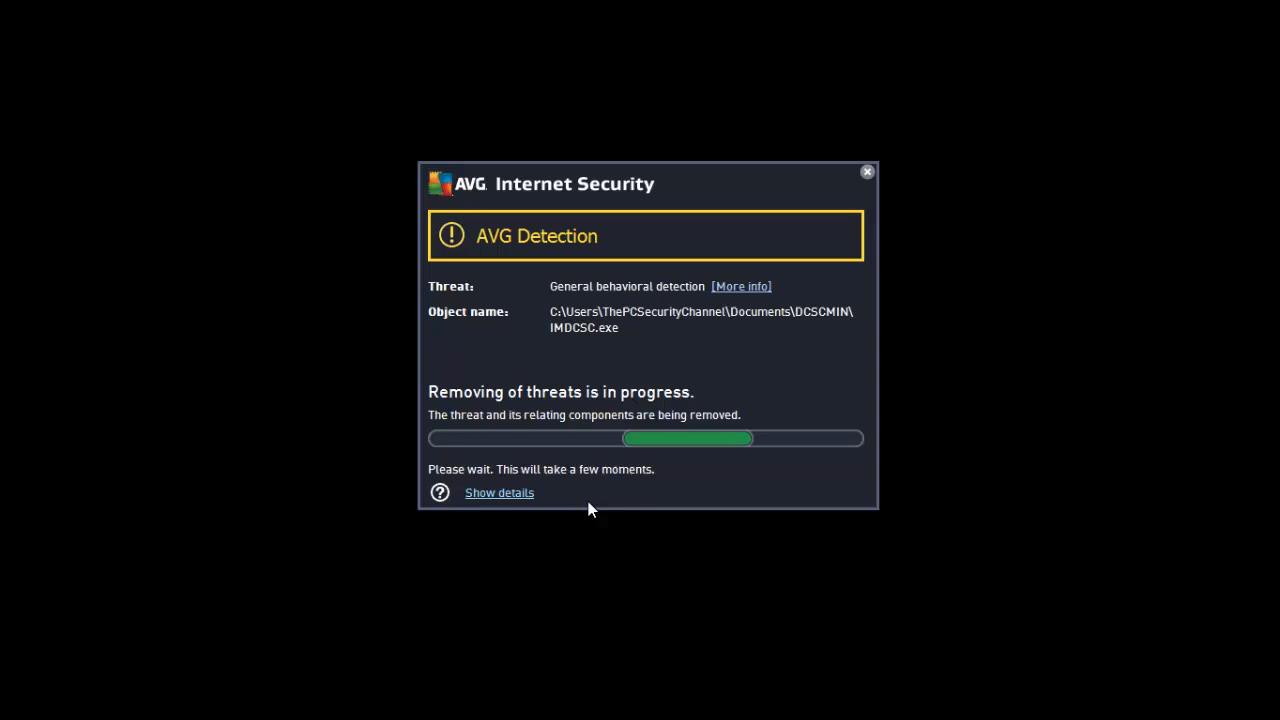 AVG. Internet Security
AVG Detection
Threat: General behavioral detection [More info]
Object name: C:\Users\ThePCSecurityChannel\Documents\DCSCMIN\
IMDCSC.exe
Removing of threats is in progress.
The threat and its relating components are being removed.
Please wait. This will take a few moments.
Show details